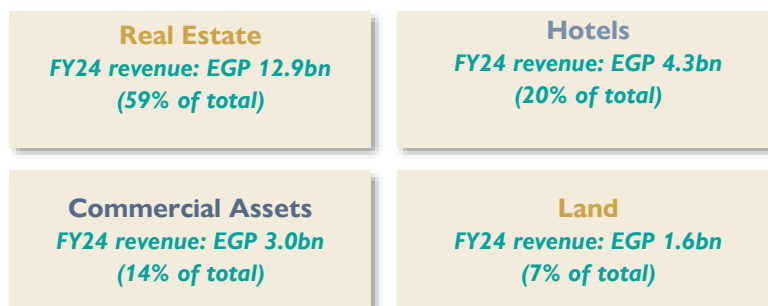 Real Estate
FY24 revenue: EGP 12.9bn
(59% of total)
Hotels
FY24 revenue: EGP 4.3bn
(20% of total)
Commercial Assets
FY24 revenue: EGP 3.0bn
(14% of total)
Land
FY24 revenue: EGP 1.6bn
(7% of total)